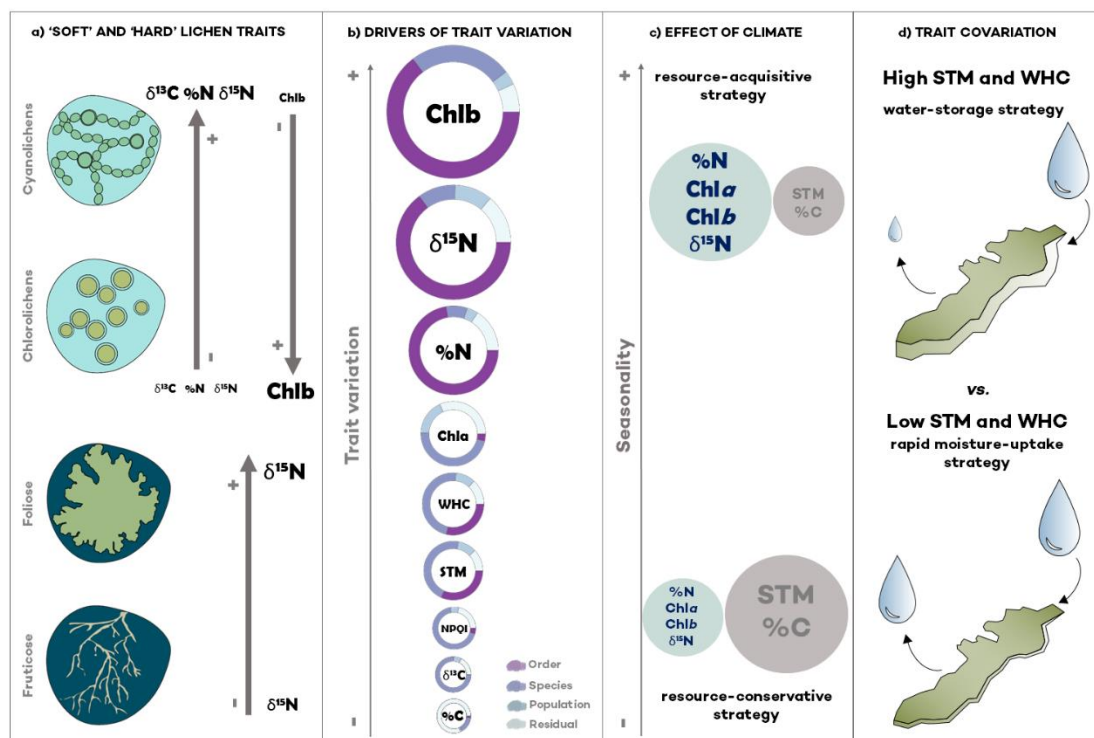 a) ‘SOFT’ AND ‘HARD’ LICHEN TRAITS
δ¹³C %N δ¹⁵N
Chlb
-
+
Cyanolichens
Chlorolichens
+
-
δ¹³C %N δ¹⁵N
Chlb
Foliose
δ¹⁵N
+
Fruticose
-
δ¹⁵N
b) DRIVERS OF TRAIT VARIATION
+
Trait variation
-
Chlb
δ¹⁵N
%N
Chla
WHC
STM
NPQI
δ¹³C
%C
Order
Species
Population
Residual
c) EFFECT OF CLIMATE
+
Seasonality
-
resource-acquisitive
strategy
%N
Chla
Chlb
δ¹⁵N
STM
%C
%N
Chla
Chlb
δ¹⁵N
STM
%C
resource-conservative
strategy
d) TRAIT COVARIATION
High STM and WHC
water-storage strategy
vs.
Low STM and WHC
rapid moisture-uptake
strategy